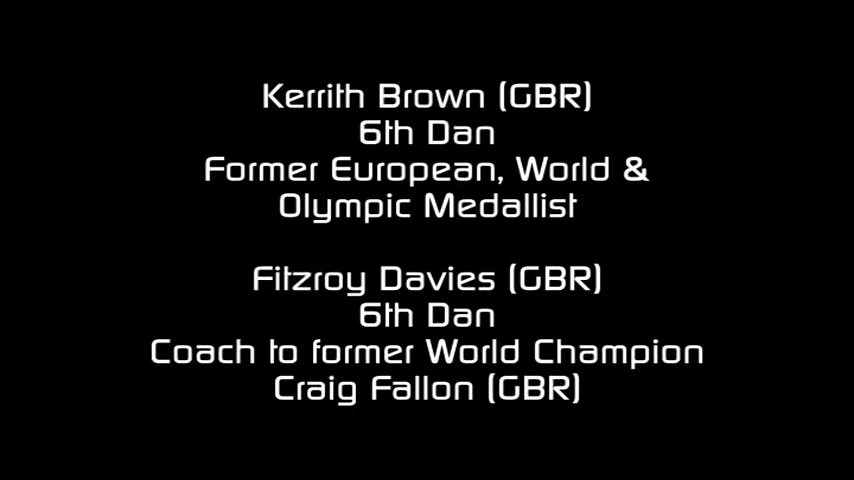 Kerrith Brown (GBR)
6th Dan
Former European, World &
Olympic Medallist
Fitzroy Davies (GBR)
6th Dan
Coach to former World Champion
Craig Fallon (GBR)